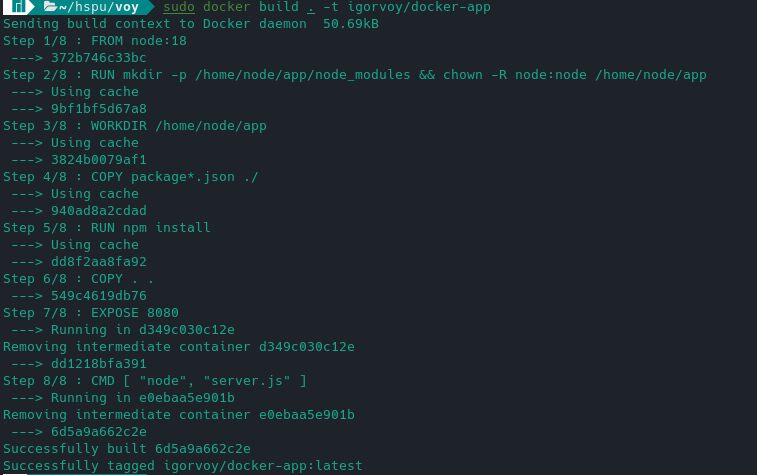 ~/hspu/voy sudo docker build . -t igorvoy/docker-app
Sending build context to Docker daemon  50.69kB
Step 1/8 : FROM node:18
 ---> 372b746c33bc
Step 2/8 : RUN mkdir -p /home/node/app/node_modules && chown -R node:node /home/node/app
 ---> Using cache
 ---> 9bf1bf5d67a8
Step 3/8 : WORKDIR /home/node/app
 ---> Using cache
 ---> 3824b0079af1
Step 4/8 : COPY package*.json ./
 ---> Using cache
 ---> 940ad8a2cdad
Step 5/8 : RUN npm install
 ---> Using cache
 ---> dd8f2aa8fa92
Step 6/8 : COPY . .
 ---> 549c4619db76
Step 7/8 : EXPOSE 8080
 ---> Running in d349c030c12e
Removing intermediate container d349c030c12e
 ---> dd1218bfa391
Step 8/8 : CMD [ "node", "server.js" ]
 ---> Running in e0ebaa5e901b
Removing intermediate container e0ebaa5e901b
 ---> 6d5a9a662c2e
Successfully built 6d5a9a662c2e
Successfully tagged igorvoy/docker-app:latest